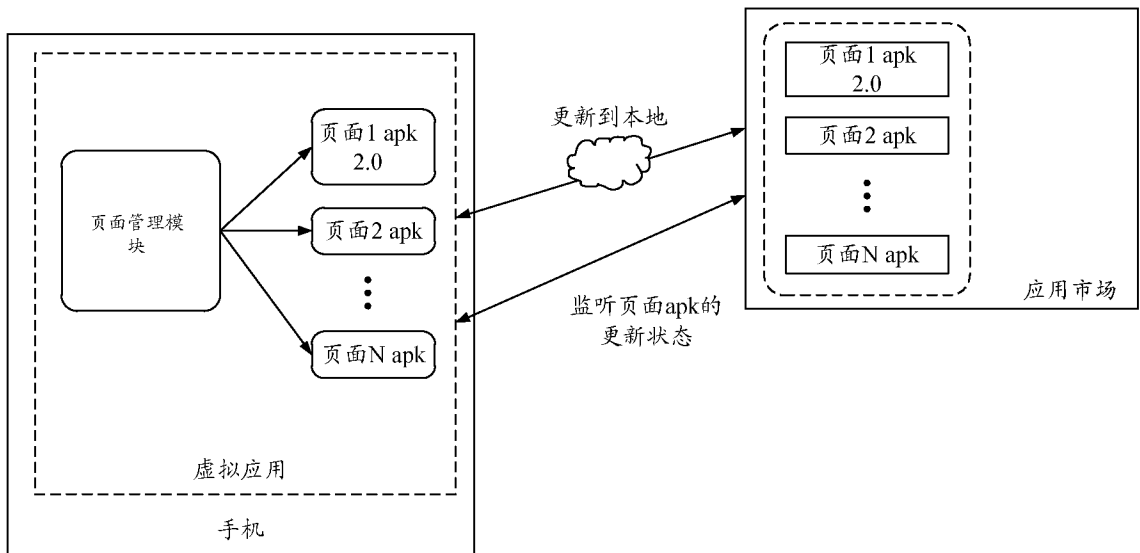 页面管理模
块
页面1 apk
2.0
页面2 apk
页面N apk
虚拟应用
手机
更新到本地
监听页面apk的
更新状态
页面1 apk
2.0
页面2 apk
页面N apk
应用市场